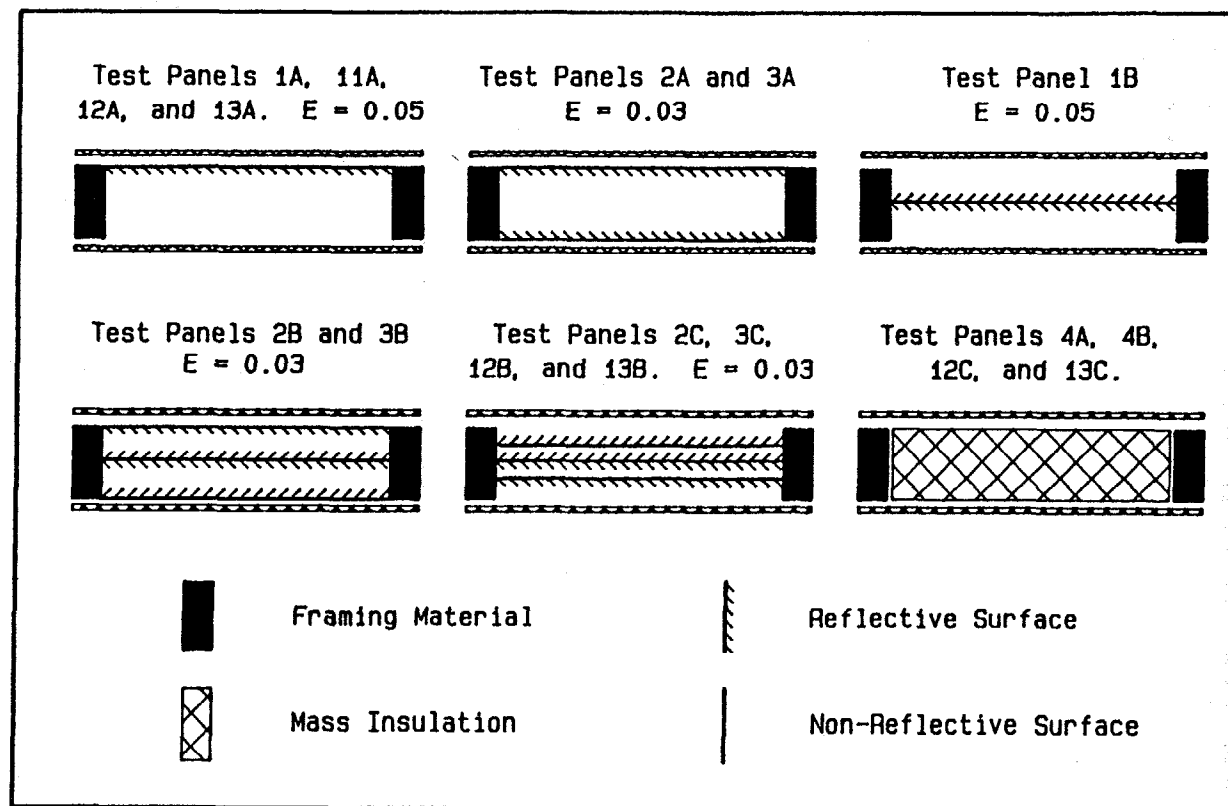 Test Panels 1A, 11A,
12A, and 13A. E = 0.05
Test Panels 2A and 3A
E = 0.03
Test Panel 1B
E = 0.05
Test Panels 2B and 3B
E = 0.03
Test Panels 2C, 3C,
12B, and 13B. E = 0.03
Test Panels 4A, 4B,
12C, and 13C.
Framing Material
Reflective Surface
Mass Insulation
Non-Reflective Surface